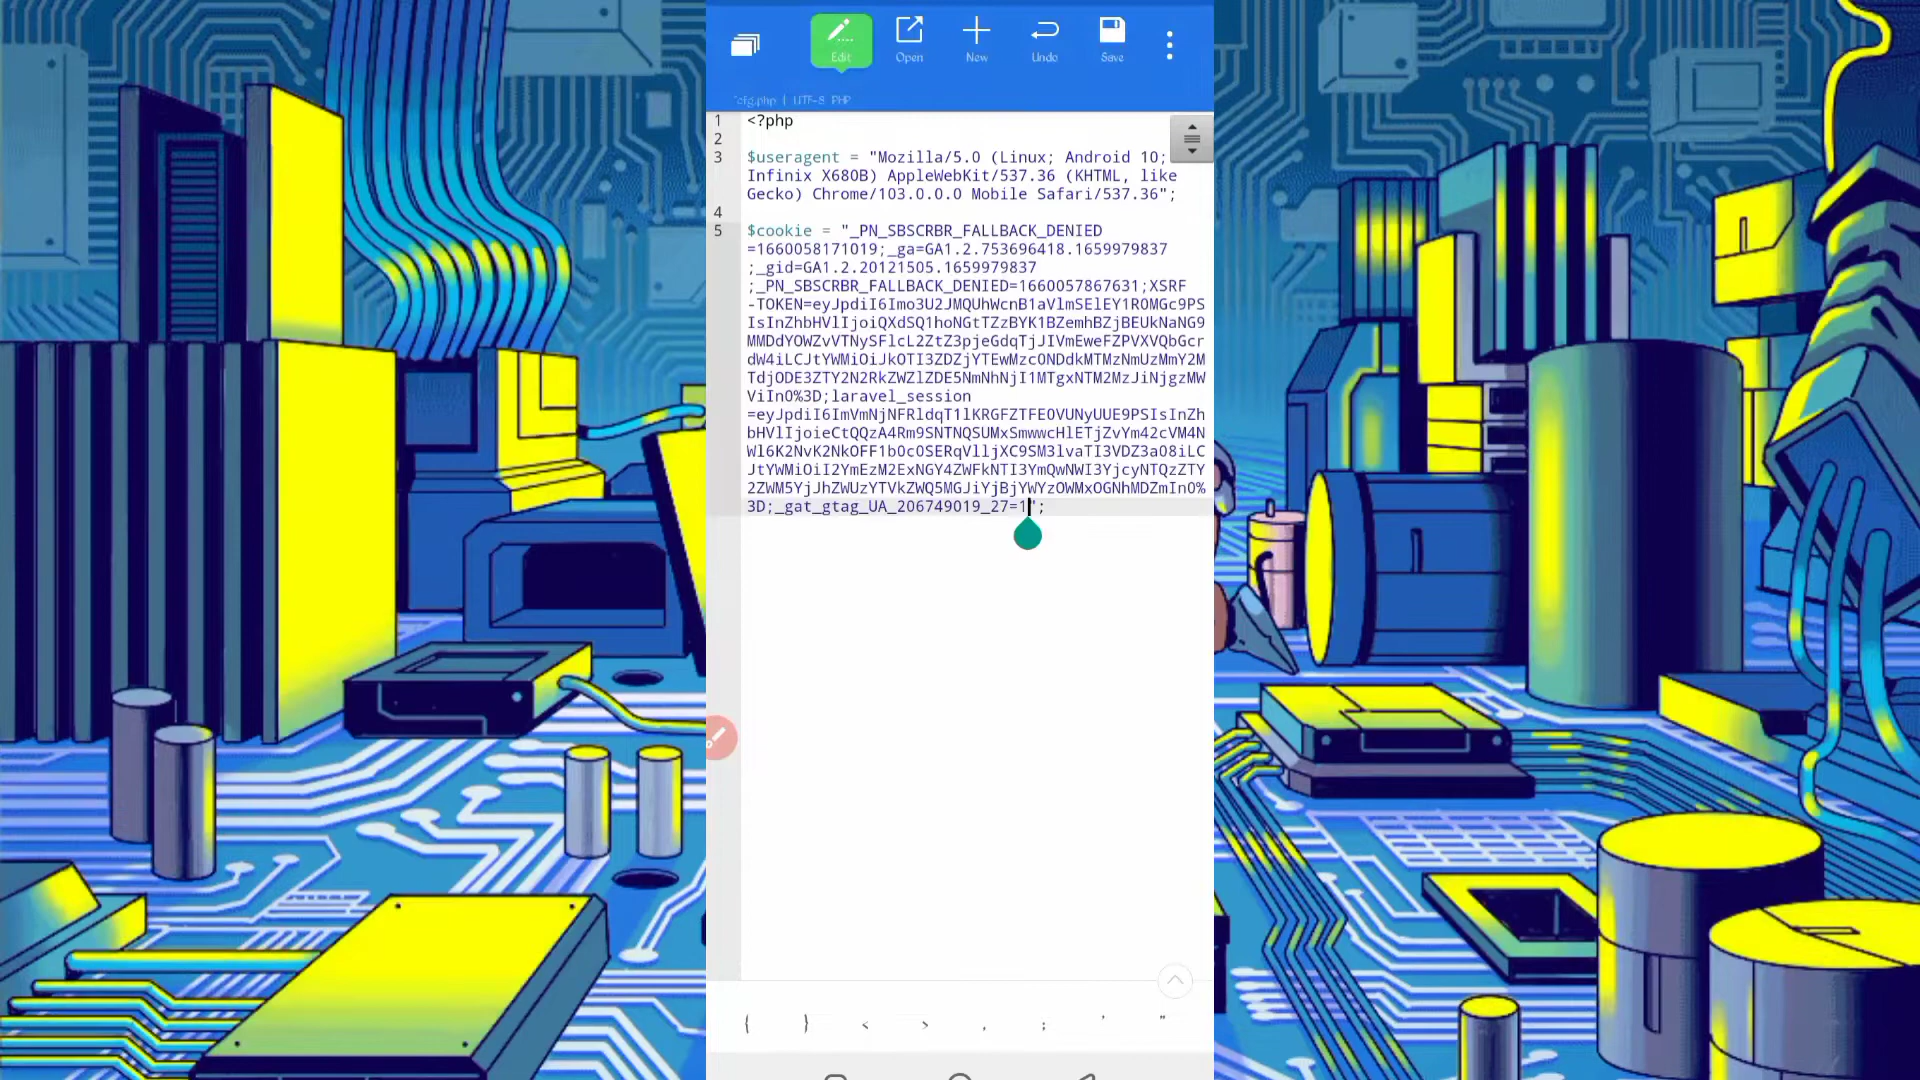 Edit
Open
New
Undo
Save
*cfg.php | UTF-8 PHP
1 <?php
2
3 $useragent = "Mozilla/5.0 (Linux; Android 10;
Infinix X680B) AppleWebKit/537.36 (KHTML, like
Gecko) Chrome/103.0.0.0 Mobile Safari/537.36";
4
5 $cookie = "_PN_SBSCRBR_FALLBACK_DENIED
=1660058171019;_ga=GA1.2.753696418.1659979837
;_gid=GA1.2.20121505.1659979837
;_PN_SBSCRBR_FALLBACK_DENIED=1660057867631;XSRF
-TOKEN=eyJpdiI6Imo3U2JMQUhWcnB1aVlmSElEY1R0MGc9PS
IsInZhbHVlIjoiQXdSQ1hoNGtTZzBYK1BZemhBZjBEUkNaNG9
MMDdYOWZvVTNySFlcL2ZtZ3pjeGdqTjJIVmEweFZPVXVQbGcr
dW4iLCJtYWMiOiJkOTI3ZDZjYTEwMzc0NDdkMTMzNmUzMmY2M
TdjODE3ZTY2N2RkZWZlZDE5NmNhNjI1MTgxNTM2MzJiNjgzMW
ViIn0%3D;laravel_session
=eyJpdiI6ImVmNjNFRldqT1lKRGFZTFE0VUNyUUE9PSIsInZh
bHVlIjoieCtQQzA4Rm9SNTNQSUMxSmwwcHlETjZvYm42cVM4N
Wl6K2NvK2NkOFF1b0c0SERqVlljXC9SM3lvaTI3VDZ3a08iLC
JtYWMiOiI2YmEzM2ExNGY4ZWFkNTI3YmQwNWI3YjcyNTQzZTY
2ZWM5YjJhZWUzYTVkZWQ5MGJiYjBjYWYzOWMxOGNhMDZmIn0%
3D;_gat_gtag_UA_206749019_27=1";
{ } < > , ; ' "